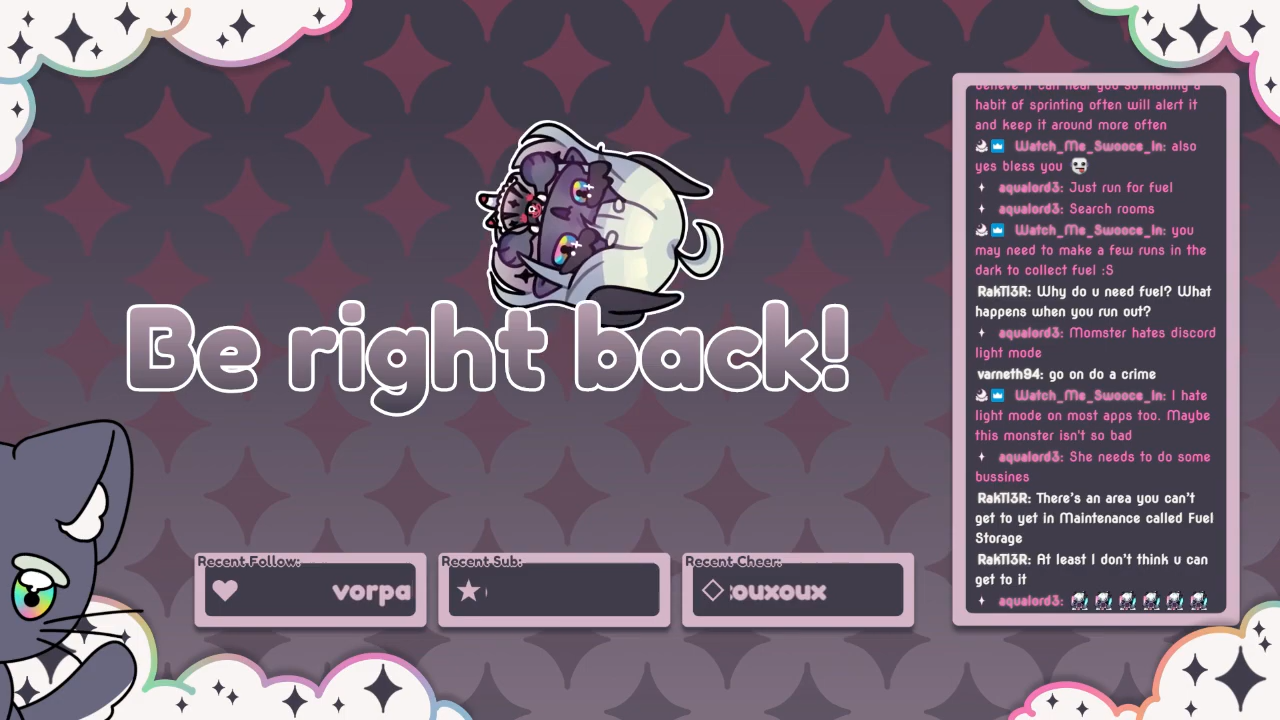 believe it can hear you so making a
habit of sprinting often will alert it
and keep it around more often
Watch_Me_Swooce_In: also
yes bless you
aqualord3: Just run for fuel
aqualord3: Search rooms
Watch_Me_Swooce_In: you
may need to make a few runs in the
dark to collect fuel :S
RakTI3R: Why do u need fuel? What
happens when you run out?
aqualord3: Momster hates discord
light mode
varneth94: go on do a crime
Watch_Me_Swooce_In: I hate
light mode on most apps too. Maybe
this monster isn't so bad
aqualord3: She needs to do some
bussines
RakTI3R: There's an area you can't
get to yet in Maintenance called Fuel
Storage
RakTI3R: At least I don't think u can
get to it
aqualord3:
Be right back!
Recent Follow:
vorpa
Recent Sub:
Recent Cheer:
ouxoux